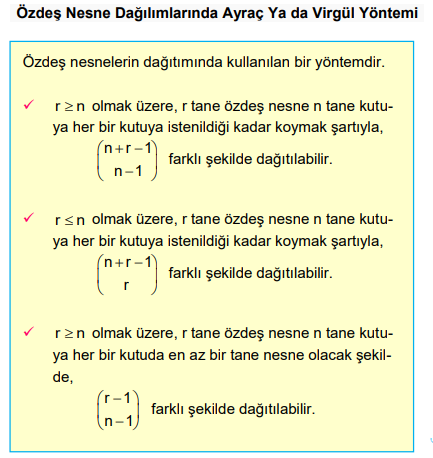 Özdeş Nesne Dağılımlarında Ayraç Ya da Virgül Yöntemi
Özdeş nesnelerin dağıtımında kullanılan bir yöntemdir.
✓ r ≥ n olmak üzere, r tane özdeş nesne n tane kutu-
ya her bir kutuya istenildiği kadar koymak şartıyla,
(n+r−1
n−1) farklı şekilde dağıtılabilir.
✓ r ≤ n olmak üzere, r tane özdeş nesne n tane kutu-
ya her bir kutuya istenildiği kadar koymak şartıyla,
(n+r−1
r) farklı şekilde dağıtılabilir.
✓ r ≥ n olmak üzere, r tane özdeş nesne n tane kutu-
ya her bir kutuda en az bir tane nesne olacak şekil-
de,
(r−1
n−1) farklı şekilde dağıtılabilir.